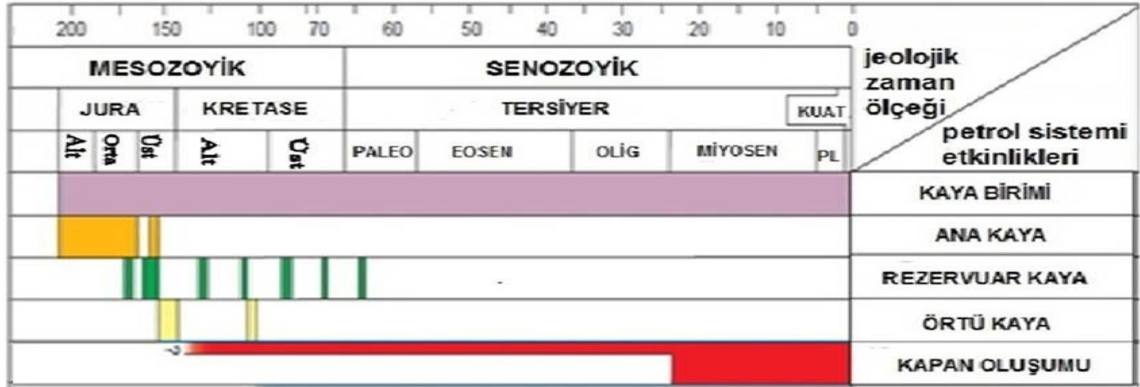 200 150 100 70 60 50 40 30 20 10 0
MESOZOYİK SENOZOYİK
jeolojik
zaman
ölçeği
JURA KRETASE TERSİYER KUAT
petrol sistemi
etkinlikleri
Alt Orta Üst Alt Üst PALEO EOSEN OLİG MİYOSEN PL
KAYA BİRİMİ
ANA KAYA
REZERVUAR KAYA
ÖRTÜ KAYA
KAPAN OLUŞUMU